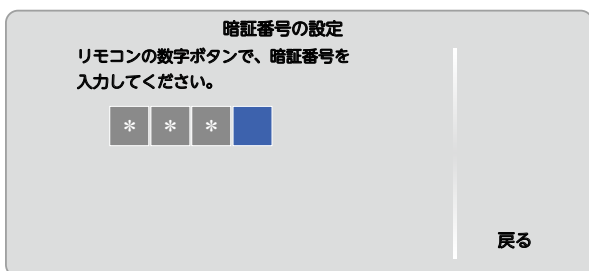 暗証番号の設定
リモコンの数字ボタンで、暗証番号を
入力してください。
* * *
戻る